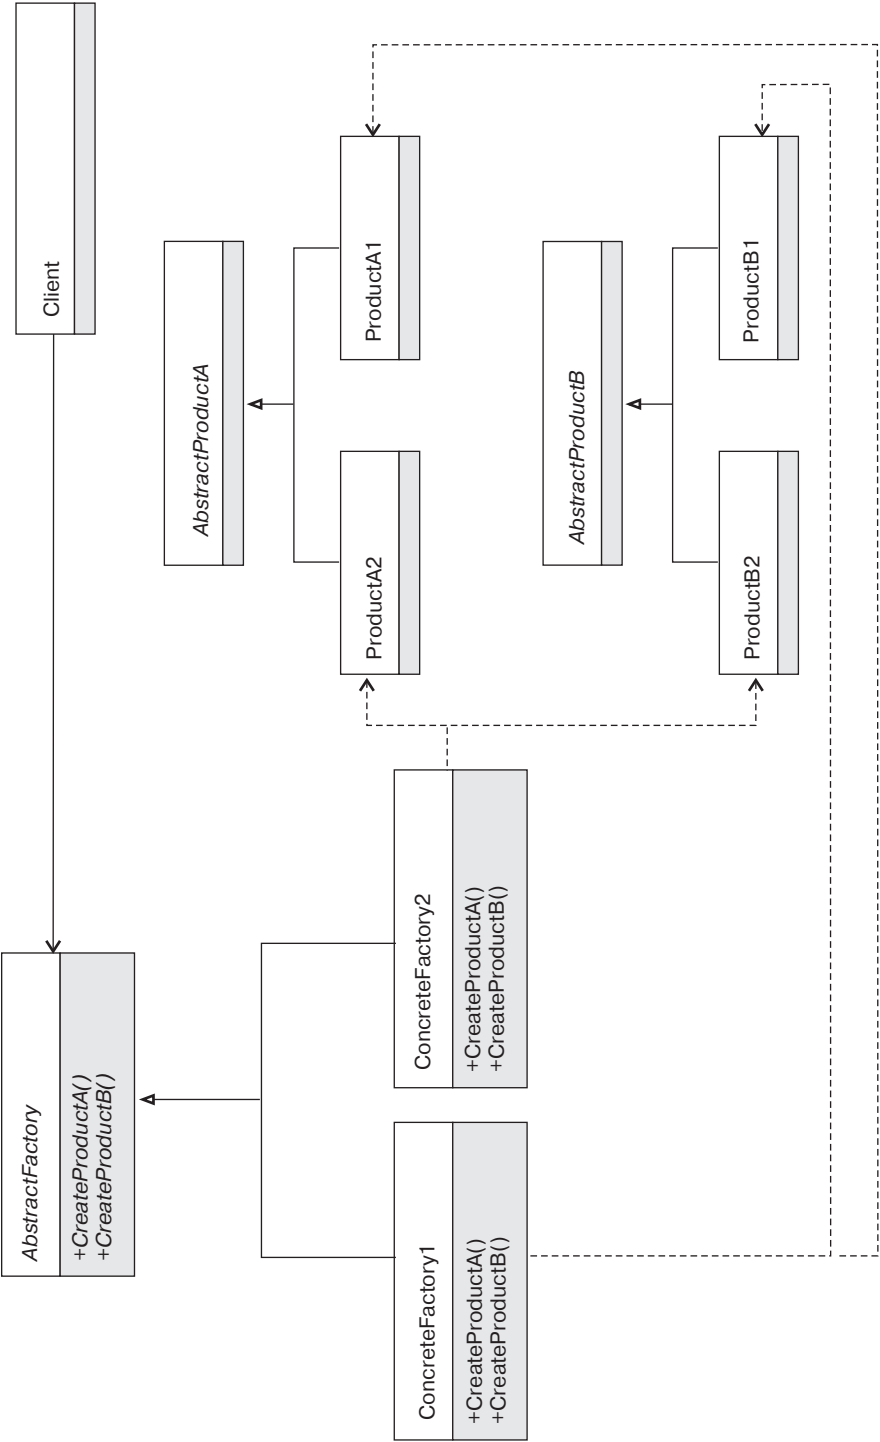 AbstractFactory
+CreateProductA()
+CreateProductB()
Client
AbstractProductA
ConcreteFactory1
+CreateProductA()
+CreateProductB()
ConcreteFactory2
+CreateProductA()
+CreateProductB()
ProductA2
ProductA1
AbstractProductB
ProductB2
ProductB1